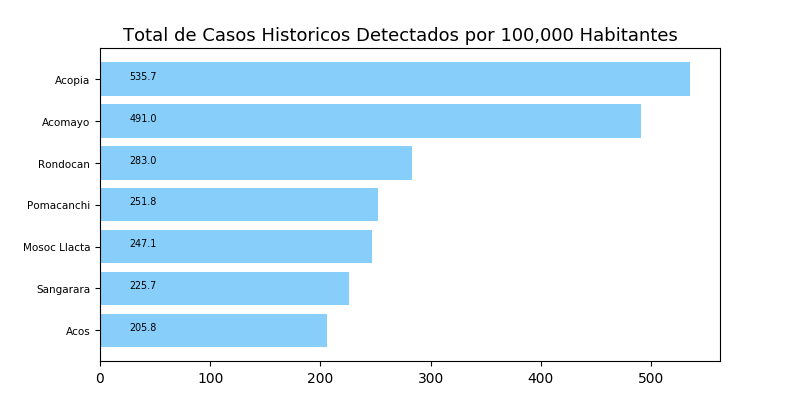 Total de Casos Historicos Detectados por 100,000 Habitantes
Acopia 535.7
Acomayo 491.0
Rondocan 283.0
Pomacanchi 251.8
Mosoc Llacta 247.1
Sangarara 225.7
Acos 205.8
0 100 200 300 400 500